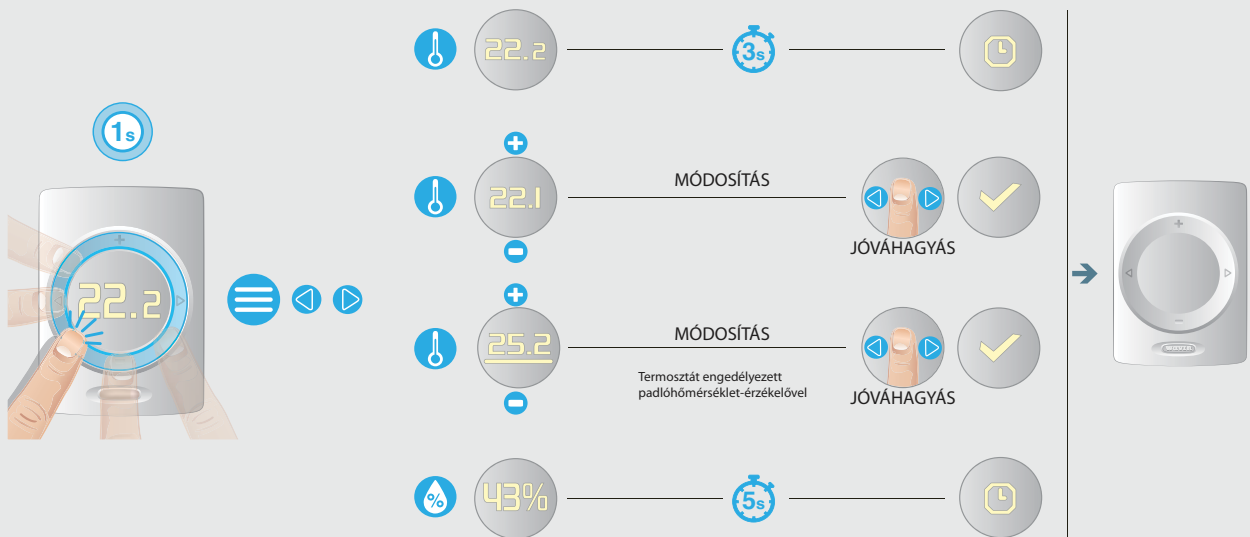 22.2
3s
1s
22.1
MÓDOSÍTÁS
JÓVÁHAGYÁS
22.2
25.2
MÓDOSÍTÁS
Termosztát engedélyezett
padlóhőmérséklet-érzékelővel
JÓVÁHAGYÁS
%
43%
5s